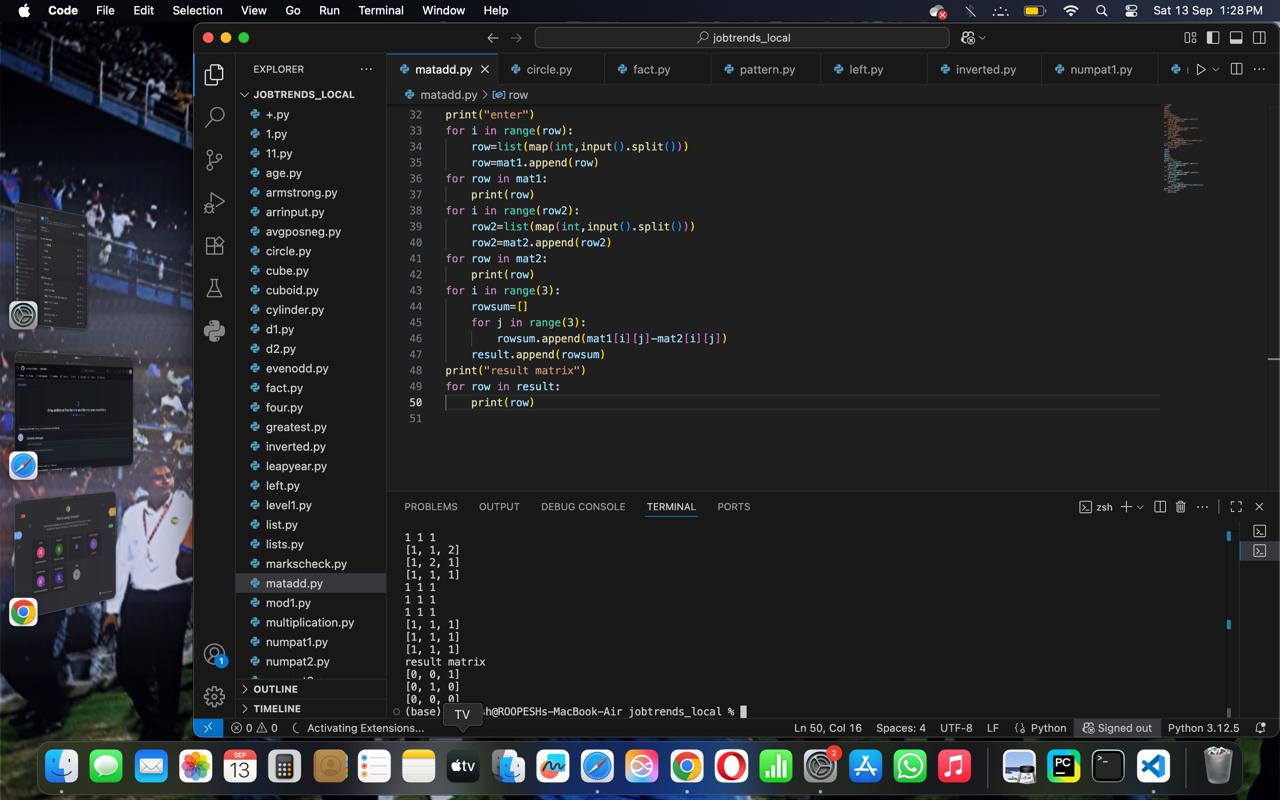 Code File Edit Selection View Go Run Terminal Window Help Sat 13 Sep 1:28 PM
jobtrends_local
EXPLORER
matadd.py circle.py fact.py pattern.py left.py inverted.py numpat1.py
JOBTRENDS_LOCAL
matadd.py > row
+.py
1.py
11.py
age.py
armstrong.py
arrinput.py
avgposneg.py
circle.py
cube.py
cuboid.py
cylinder.py
d1.py
d2.py
evenodd.py
fact.py
four.py
greatest.py
inverted.py
leapyear.py
left.py
level1.py
list.py
lists.py
markscheck.py
matadd.py
mod1.py
multiplication.py
numpat1.py
numpat2.py
OUTLINE
TIMELINE
32 print("enter")
33 for i in range(row):
34 row=list(map(int,input().split()))
35 row=mat1.append(row)
36 for row in mat1:
37 print(row)
38 for i in range(row2):
39 row2=list(map(int,input().split()))
40 row2=mat2.append(row2)
41 for row in mat2:
42 print(row)
43 for i in range(3):
44 rowsum=[]
45 for j in range(3):
46 rowsum.append(mat1[i][j]-mat2[i][j])
47 result.append(rowsum)
48 print("result matrix")
49 for row in result:
50 print(row)
51
PROBLEMS OUTPUT DEBUG CONSOLE TERMINAL PORTS
zsh
1 1 1
[1, 1, 2]
[1, 2, 1]
[1, 1, 1]
1 1 1
1 1 1
1 1 1
[1, 1, 1]
[1, 1, 1]
[1, 1, 1]
result matrix
[0, 0, 1]
[0, 1, 0]
[0, 0, 0]
(base) h@ROOPESHs-MacBook-Air jobtrends_local %
TV
1
0 0 Activating Extensions... Ln 50, Col 16 Spaces: 4 UTF-8 LF Python Signed out Python 3.12.5
SEP
13
tv
2
PC